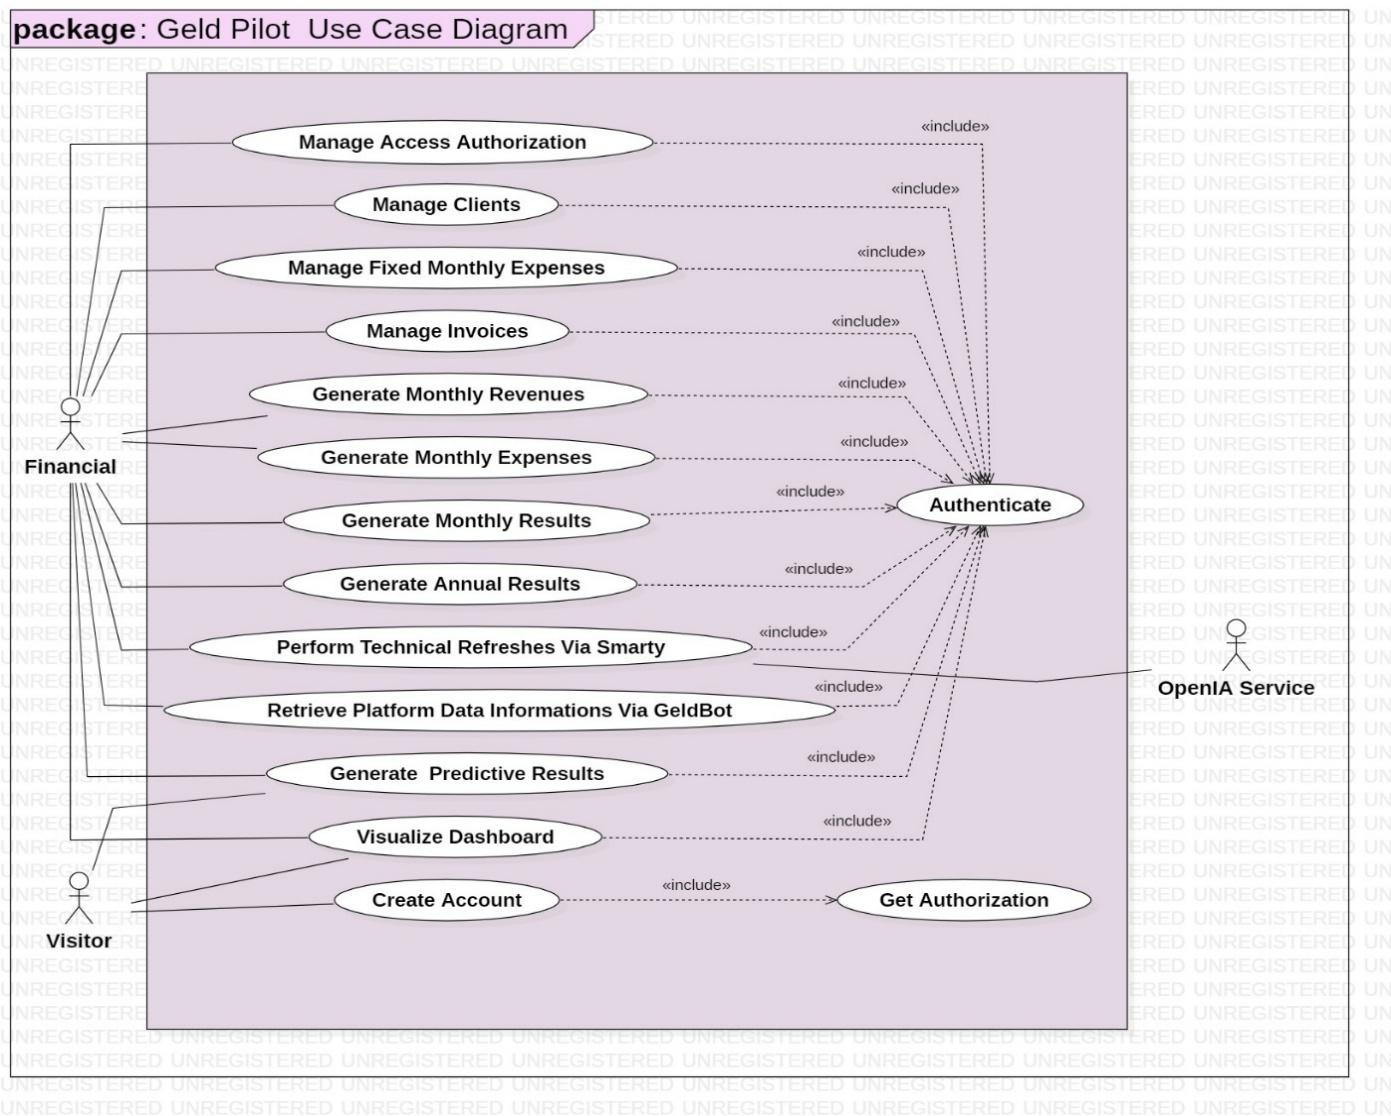 package: Geld Pilot  Use Case Diagram
Manage Access Authorization
«include»
Manage Clients
«include»
Manage Fixed Monthly Expenses
«include»
Manage Invoices
«include»
Generate Monthly Revenues
«include»
Financial
Generate Monthly Expenses
«include»
Generate Monthly Results
«include»
Authenticate
Generate Annual Results
«include»
Perform Technical Refreshes Via Smarty
«include»
OpenIA Service
Retrieve Platform Data Informations Via GeldBot
«include»
Generate  Predictive Results
«include»
Visualize Dashboard
«include»
Create Account
«include»
Get Authorization
Visitor
UNREGISTERED